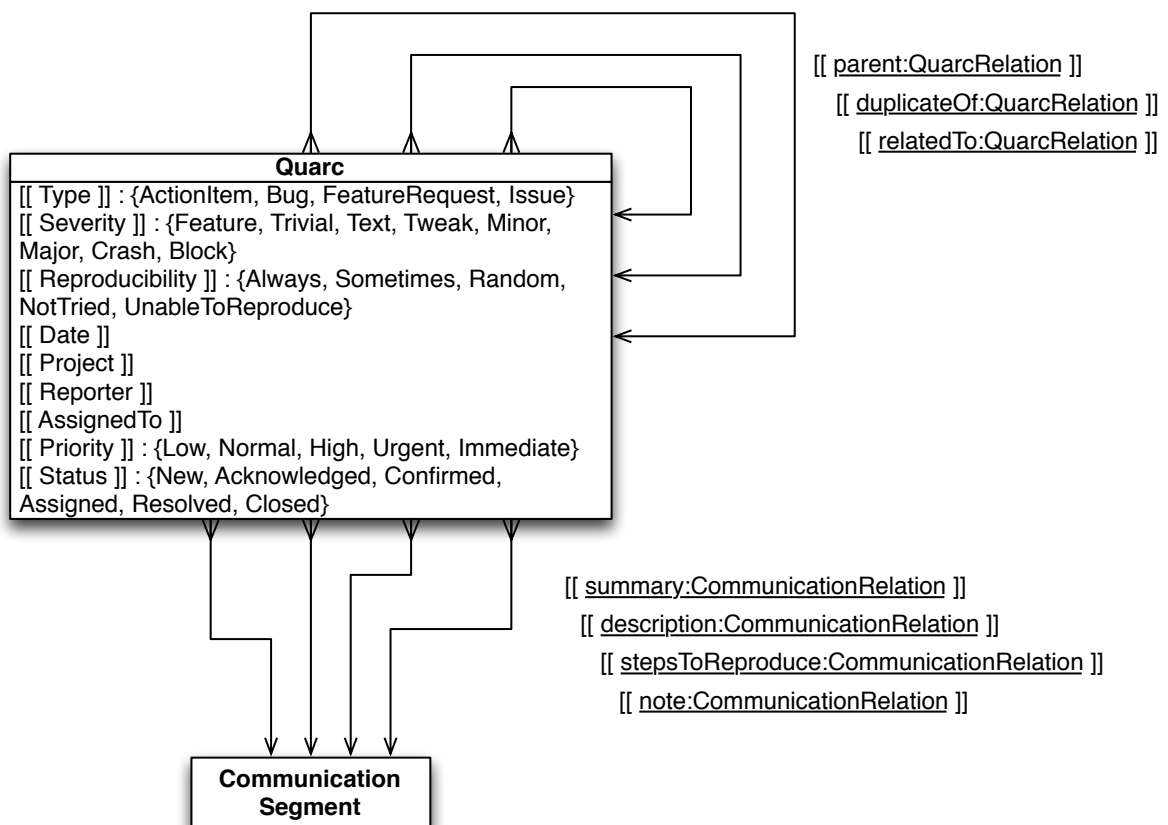 [[ parent:QuarcRelation ]]
[[ duplicateOf:QuarcRelation ]]
[[ relatedTo:QuarcRelation ]]
Quarc
[[ Type ]] : {ActionItem, Bug, FeatureRequest, Issue}
[[ Severity ]] : {Feature, Trivial, Text, Tweak, Minor,
Major, Crash, Block}
[[ Reproducibility ]] : {Always, Sometimes, Random,
NotTried, UnableToReproduce}
[[ Date ]]
[[ Project ]]
[[ Reporter ]]
[[ AssignedTo ]]
[[ Priority ]] : {Low, Normal, High, Urgent, Immediate}
[[ Status ]] : {New, Acknowledged, Confirmed,
Assigned, Resolved, Closed}
[[ summary:CommunicationRelation ]]
[[ description:CommunicationRelation ]]
[[ stepsToReproduce:CommunicationRelation ]]
[[ note:CommunicationRelation ]]
Communication
Segment